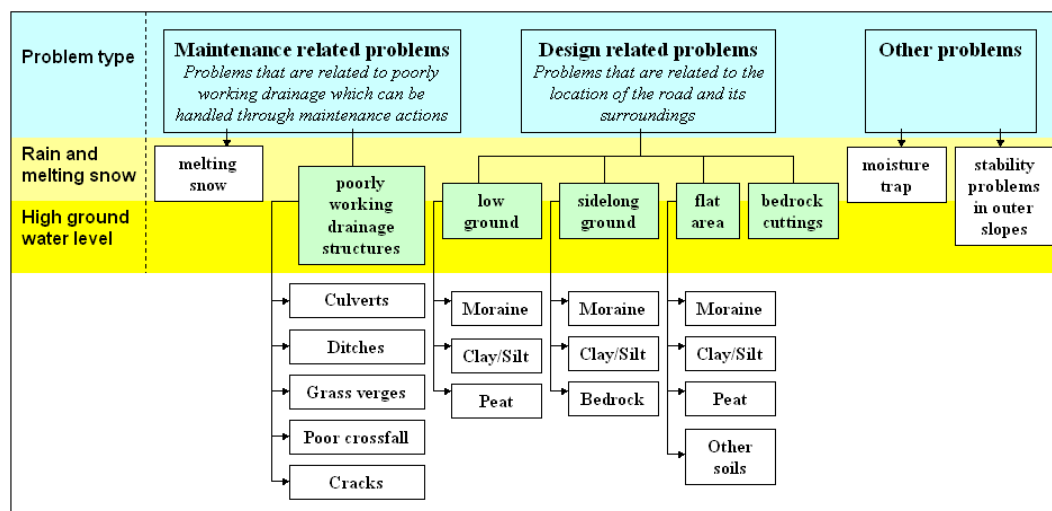 Problem type
Maintenance related problems
Problems that are related to poorly
working drainage which can be
handled through maintenance actions
Design related problems
Problems that are related to the
location of the road and its
surroundings
Other problems
Rain and
melting snow
High ground
water level
melting
snow
poorly
working
drainage
structures
low
ground
sidelong
ground
flat
area
bedrock
cuttings
moisture
trap
stability
problems
in outer
slopes
Culverts
Ditches
Grass verges
Poor crossfall
Cracks
Moraine
Clay/Silt
Peat
Moraine
Clay/Silt
Bedrock
Moraine
Clay/Silt
Peat
Other
soils